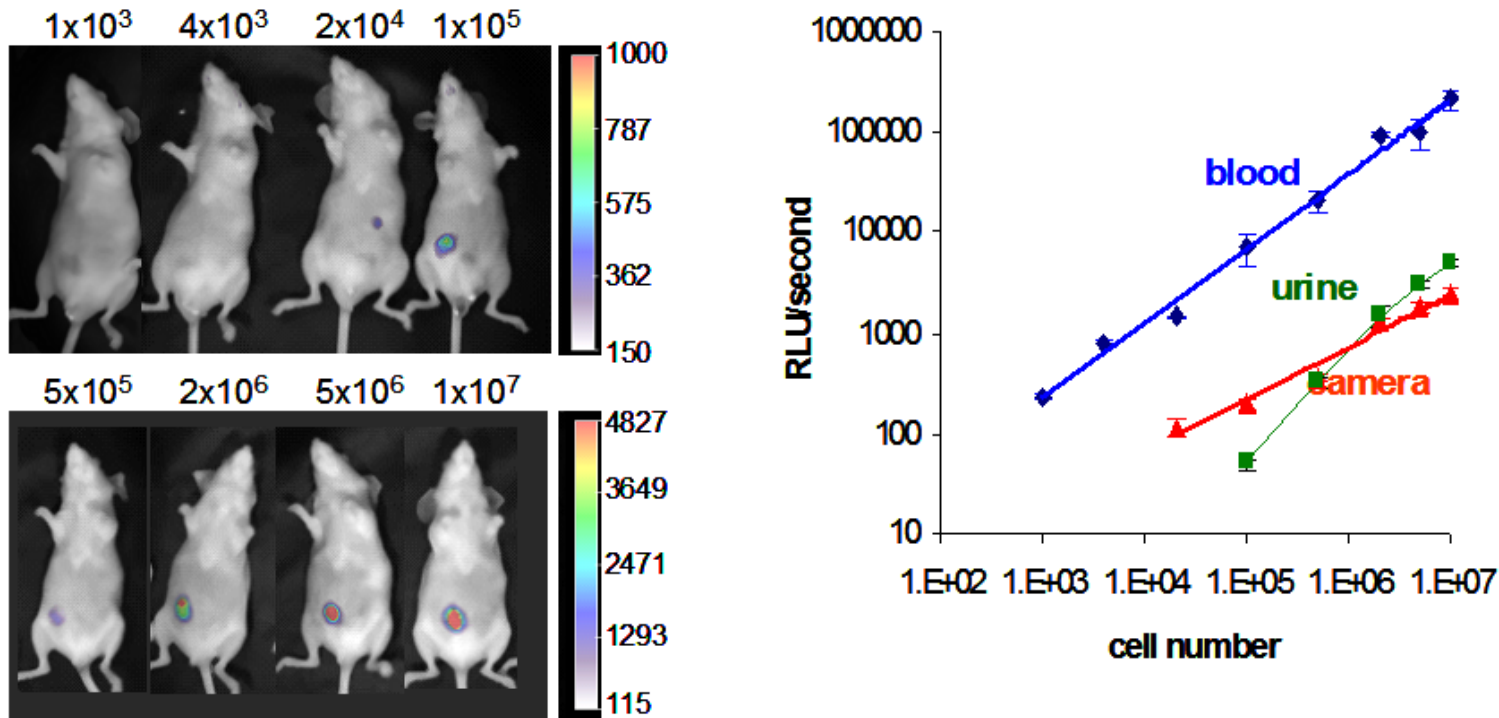 1x10³ 4x10³ 2x10⁴ 1x10⁵
1000
787
575
362
150
5x10⁵ 2x10⁶ 5x10⁶ 1x10⁷
4827
3649
2471
1293
115
1000000
100000
10000
1000
100
10
RLU/second
blood
urine
camera
1.E+02 1.E+03 1.E+04 1.E+05 1.E+06 1.E+07
cell number